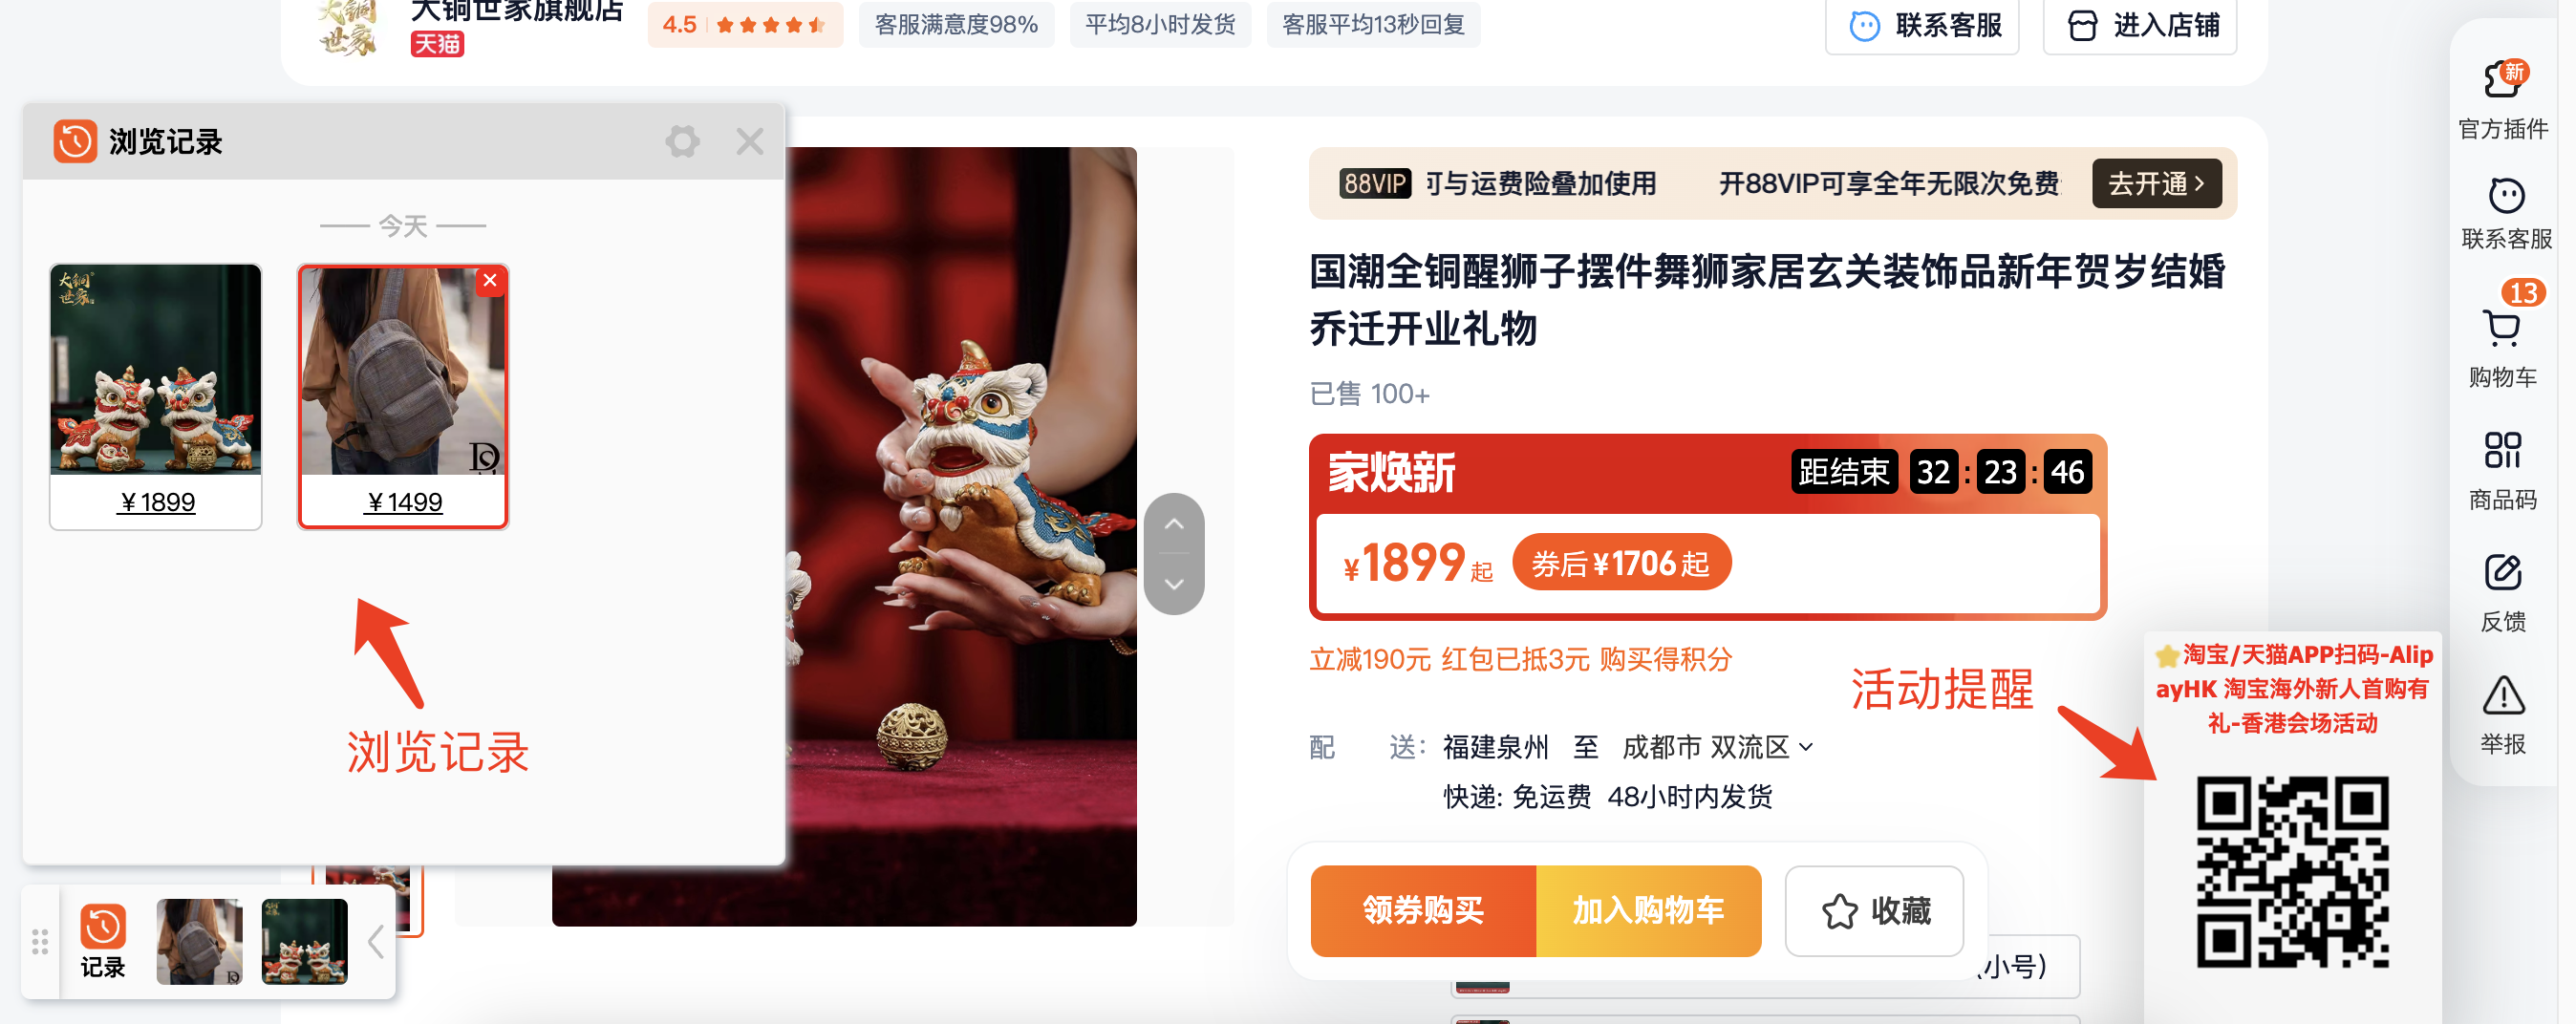 大铜世家旗舰店
天猫
4.5
客服满意度98%
平均8小时发货
客服平均13秒回复
联系客服
进入店铺
浏览记录
今天
大铜世家
¥1899
¥1499
浏览记录
记录
88VIP
可与运费险叠加使用
开88VIP可享全年无限次免费
去开通
国潮全铜醒狮子摆件舞狮家居玄关装饰品新年贺岁结婚
乔迁开业礼物
已售 100+
家焕新
距结束 32 : 23 : 46
¥1899起
券后¥1706起
立减190元 红包已抵3元 购买得积分
配送: 福建泉州 至 成都市 双流区
快递: 免运费 48小时内发货
领券购买
加入购物车
收藏
(小号)
活动提醒
⭐淘宝/天猫APP扫码-Alip
ayHK 淘宝海外新人首购有
礼-香港会场活动
新
官方插件
联系客服
13
购物车
商品码
反馈
举报